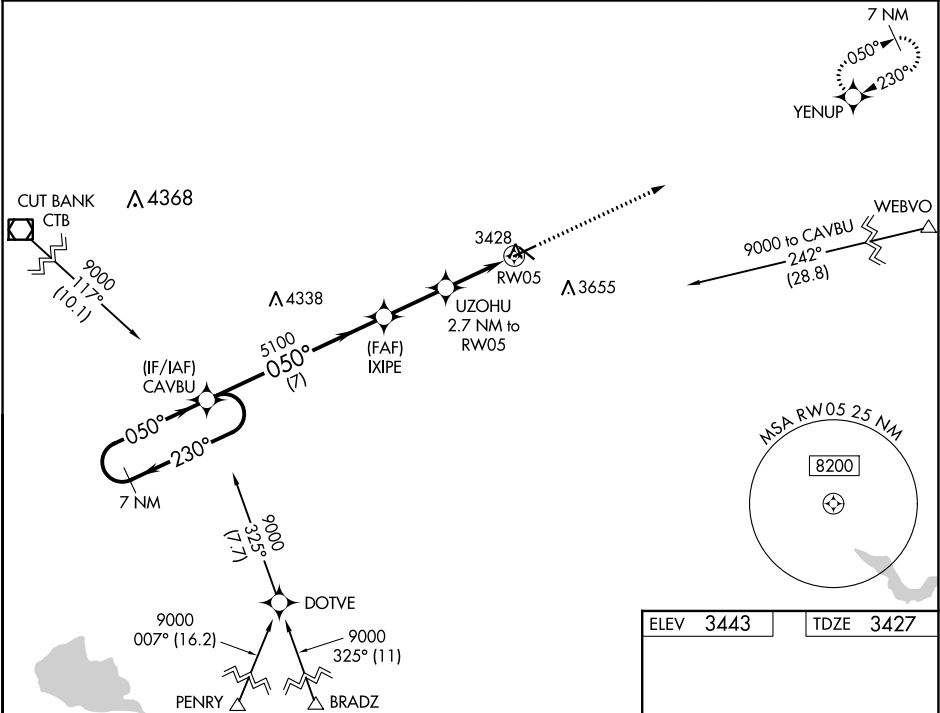 7 NM
050°
230°
YENUP
CUT BANK
CTB
4368
9000
117°
(10.1)
WEBVO
9000 to CAVBU
242°
(28.8)
3428
RW05
3655
4338
UZOHU
2.7 NM to
RW05
(FAF)
IXIPE
5100
050°
(7)
(IF/IAF)
CAVBU
050°
230°
7 NM
MSA RW05 25 NM
8200
9000
325°
(7.7)
DOTVE
9000
007° (16.2)
9000
325° (11)
PENRY
BRADZ
ELEV 3443
TDZE 3427